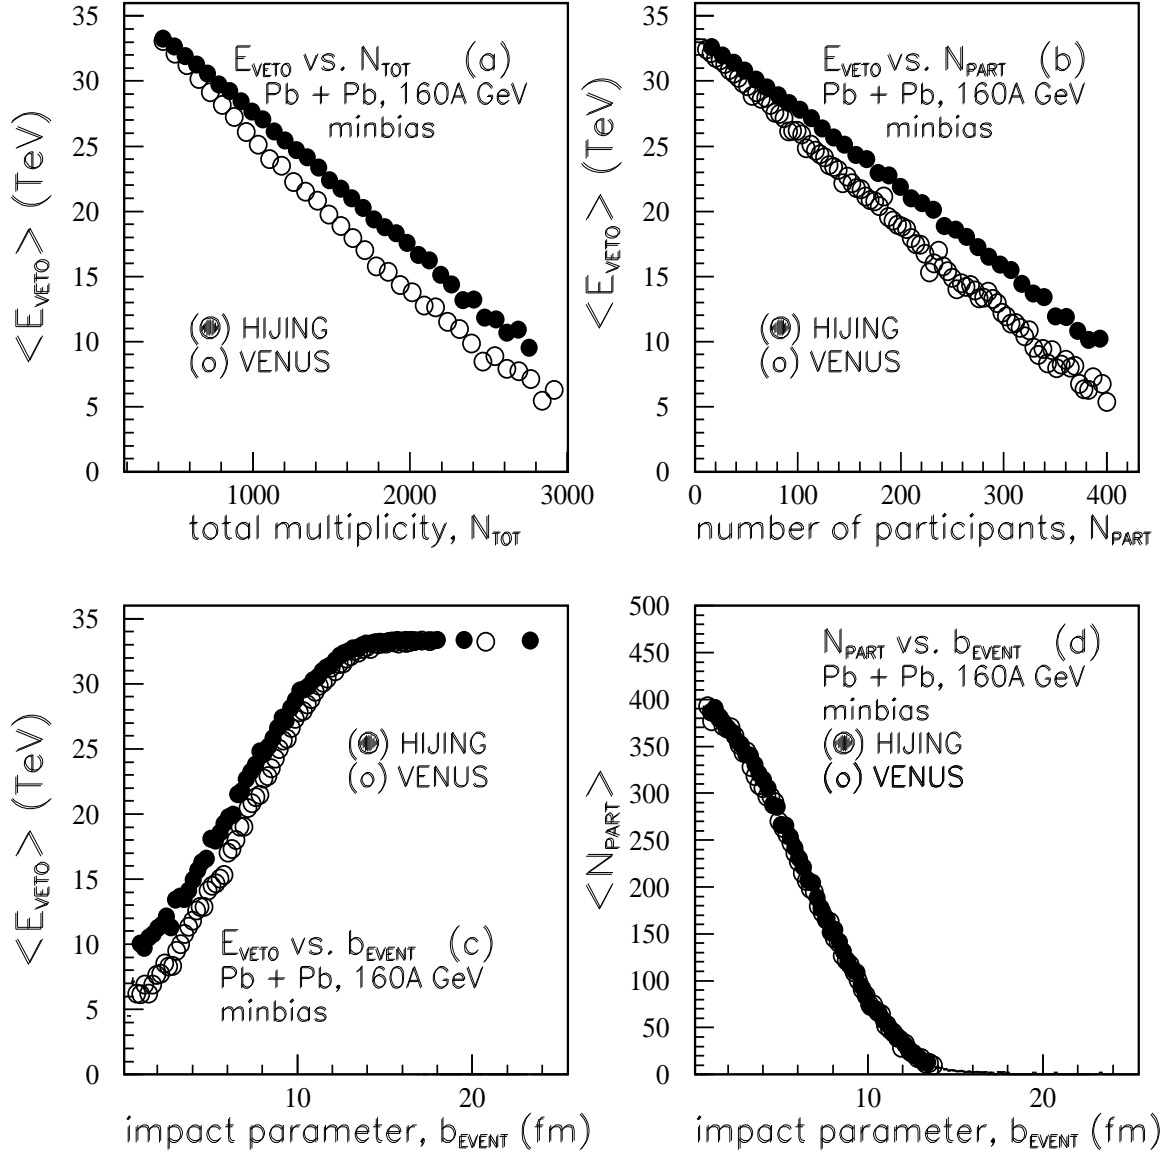 35
30
25
20
15
10
5
0
<E_VETO> (TeV)
E_VETO vs. N_TOT (a)
Pb + Pb, 160A GeV
minbias
(●) HIJING
(○) VENUS
1000 2000 3000
total multiplicity, N_TOT
35
30
25
20
15
10
5
0
<E_VETO> (TeV)
E_VETO vs. N_PART (b)
Pb + Pb, 160A GeV
minbias
(●) HIJING
(○) VENUS
0 100 200 300 400
number of participants, N_PART
35
30
25
20
15
10
5
0
<E_VETO> (TeV)
(●) HIJING
(○) VENUS
E_VETO vs. b_EVENT (c)
Pb + Pb, 160A GeV
minbias
10 20
impact parameter, b_EVENT (fm)
500
450
400
350
300
250
200
150
100
50
0
<N_PART>
N_PART vs. b_EVENT (d)
Pb + Pb, 160A GeV
minbias
(●) HIJING
(○) VENUS
10 20
impact parameter, b_EVENT (fm)